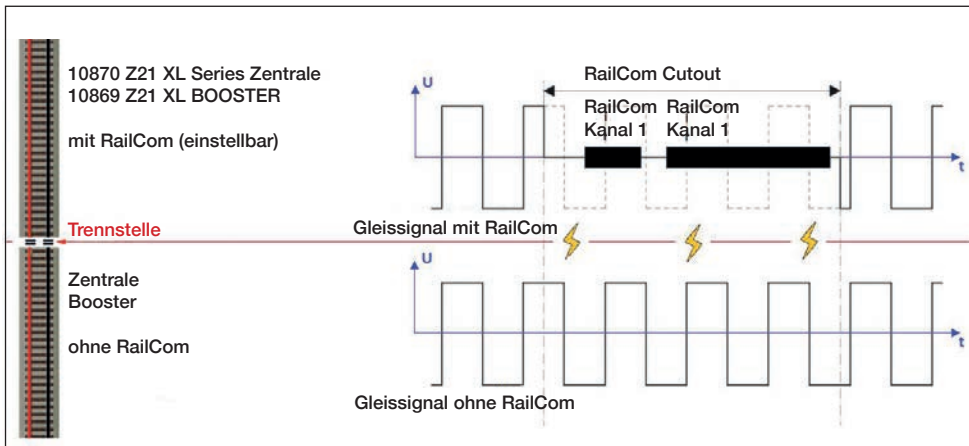 10870 Z21 XL Series Zentrale
10869 Z21 XL BOOSTER
mit RailCom (einstellbar)
Trennstelle
Zentrale
Booster
ohne RailCom
RailCom Cutout
U
RailCom RailCom
Kanal 1 Kanal 1
t
Gleissignal mit RailCom
U
t
Gleissignal ohne RailCom